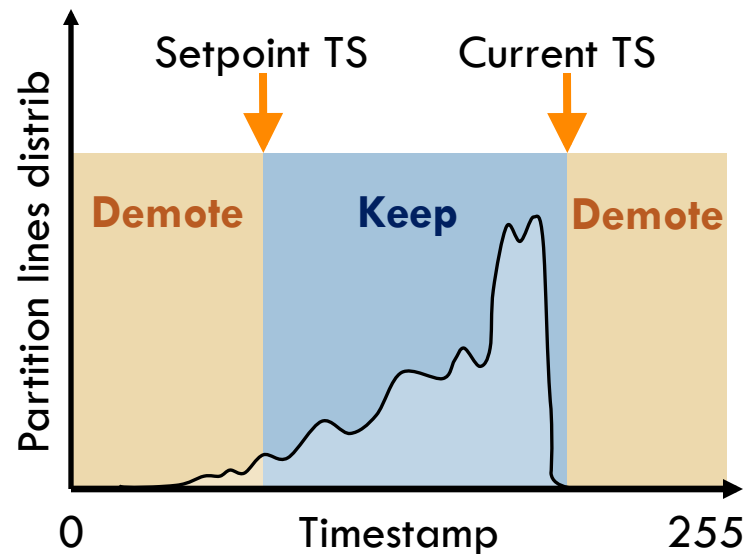 Setpoint TS
Current TS
Partition lines distrib
Demote
Keep
Demote
0
Timestamp
255